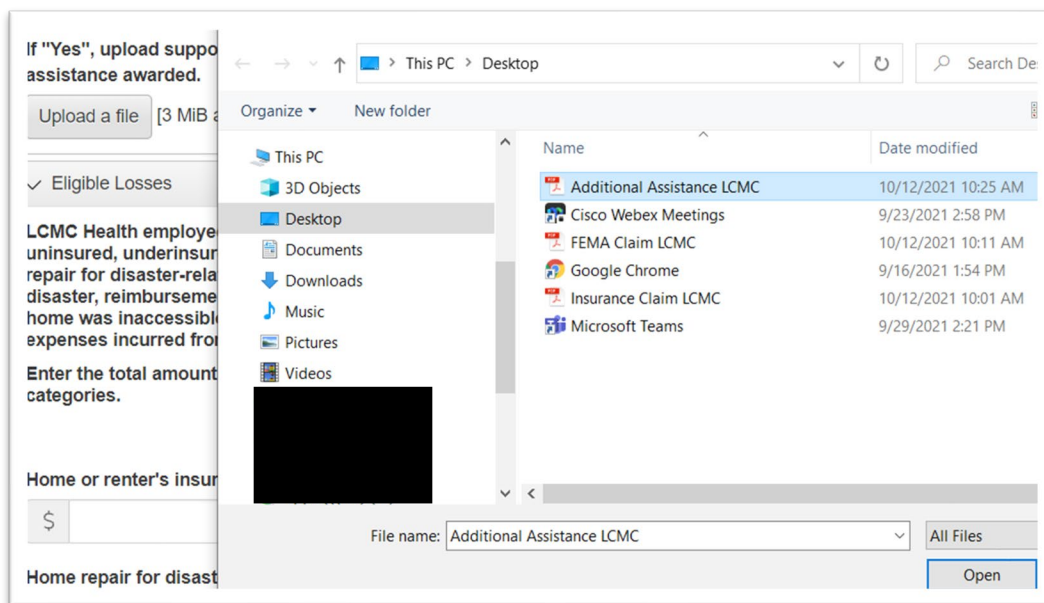 If "Yes", upload suppo
assistance awarded.
Upload a file [3 MiB a
Eligible Losses
LCMC Health employe
uninsured, underinsur
repair for disaster-rela
disaster, reimburseme
home was inaccessible
expenses incurred from
Enter the total amount
categories.
Home or renter's insur
$
Home repair for disast
This PC > Desktop
Search De
Organize New folder
This PC
3D Objects
Desktop
Documents
Downloads
Music
Pictures
Videos
Name Date modified
Additional Assistance LCMC 10/12/2021 10:25 AM
Cisco Webex Meetings 9/23/2021 2:58 PM
FEMA Claim LCMC 10/12/2021 10:11 AM
Google Chrome 9/16/2021 1:54 PM
Insurance Claim LCMC 10/12/2021 10:01 AM
Microsoft Teams 9/29/2021 2:21 PM
File name: Additional Assistance LCMC All Files
Open